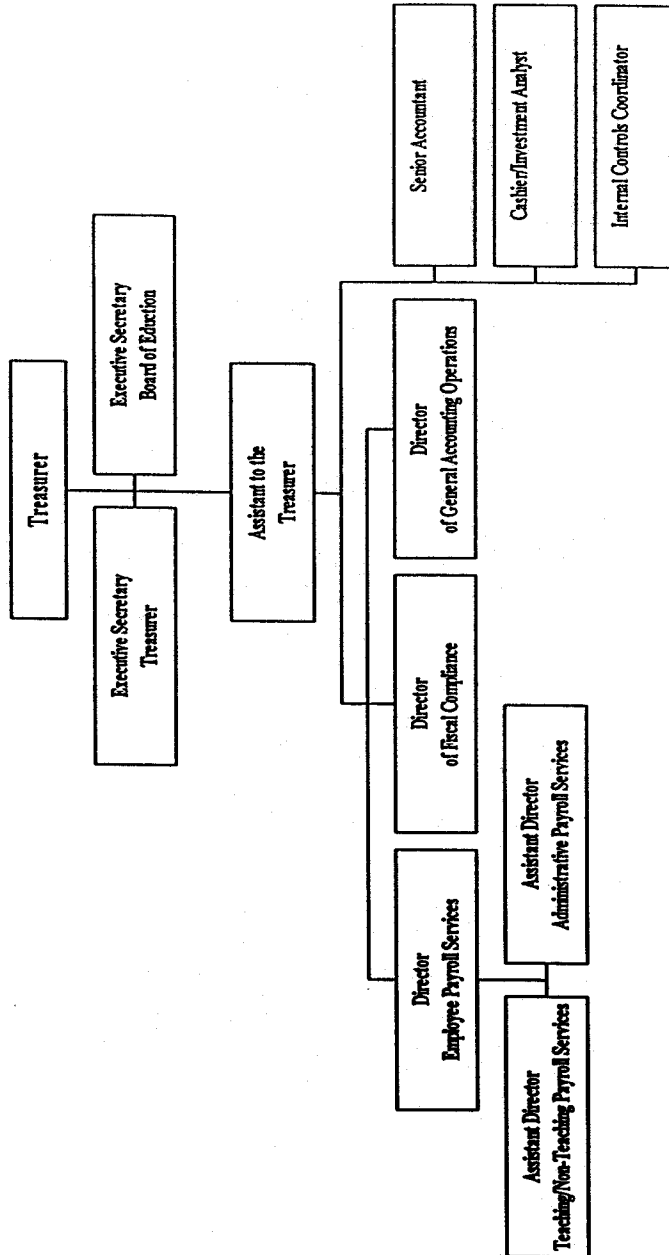 Treasurer
Executive Secretary
Treasurer
Executive Secretary
Board of Eduction
Assistant to the
Treasurer
Director
Employee Payroll Services
Director
of Fiscal Compliance
Director
of General Accounting Operations
Senior Accountant
Cashier/Investment Analyst
Internal Controls Coordinator
Assistant Director
Teaching/Non-Teaching Payroll Services
Assistant Director
Administrative Payroll Services